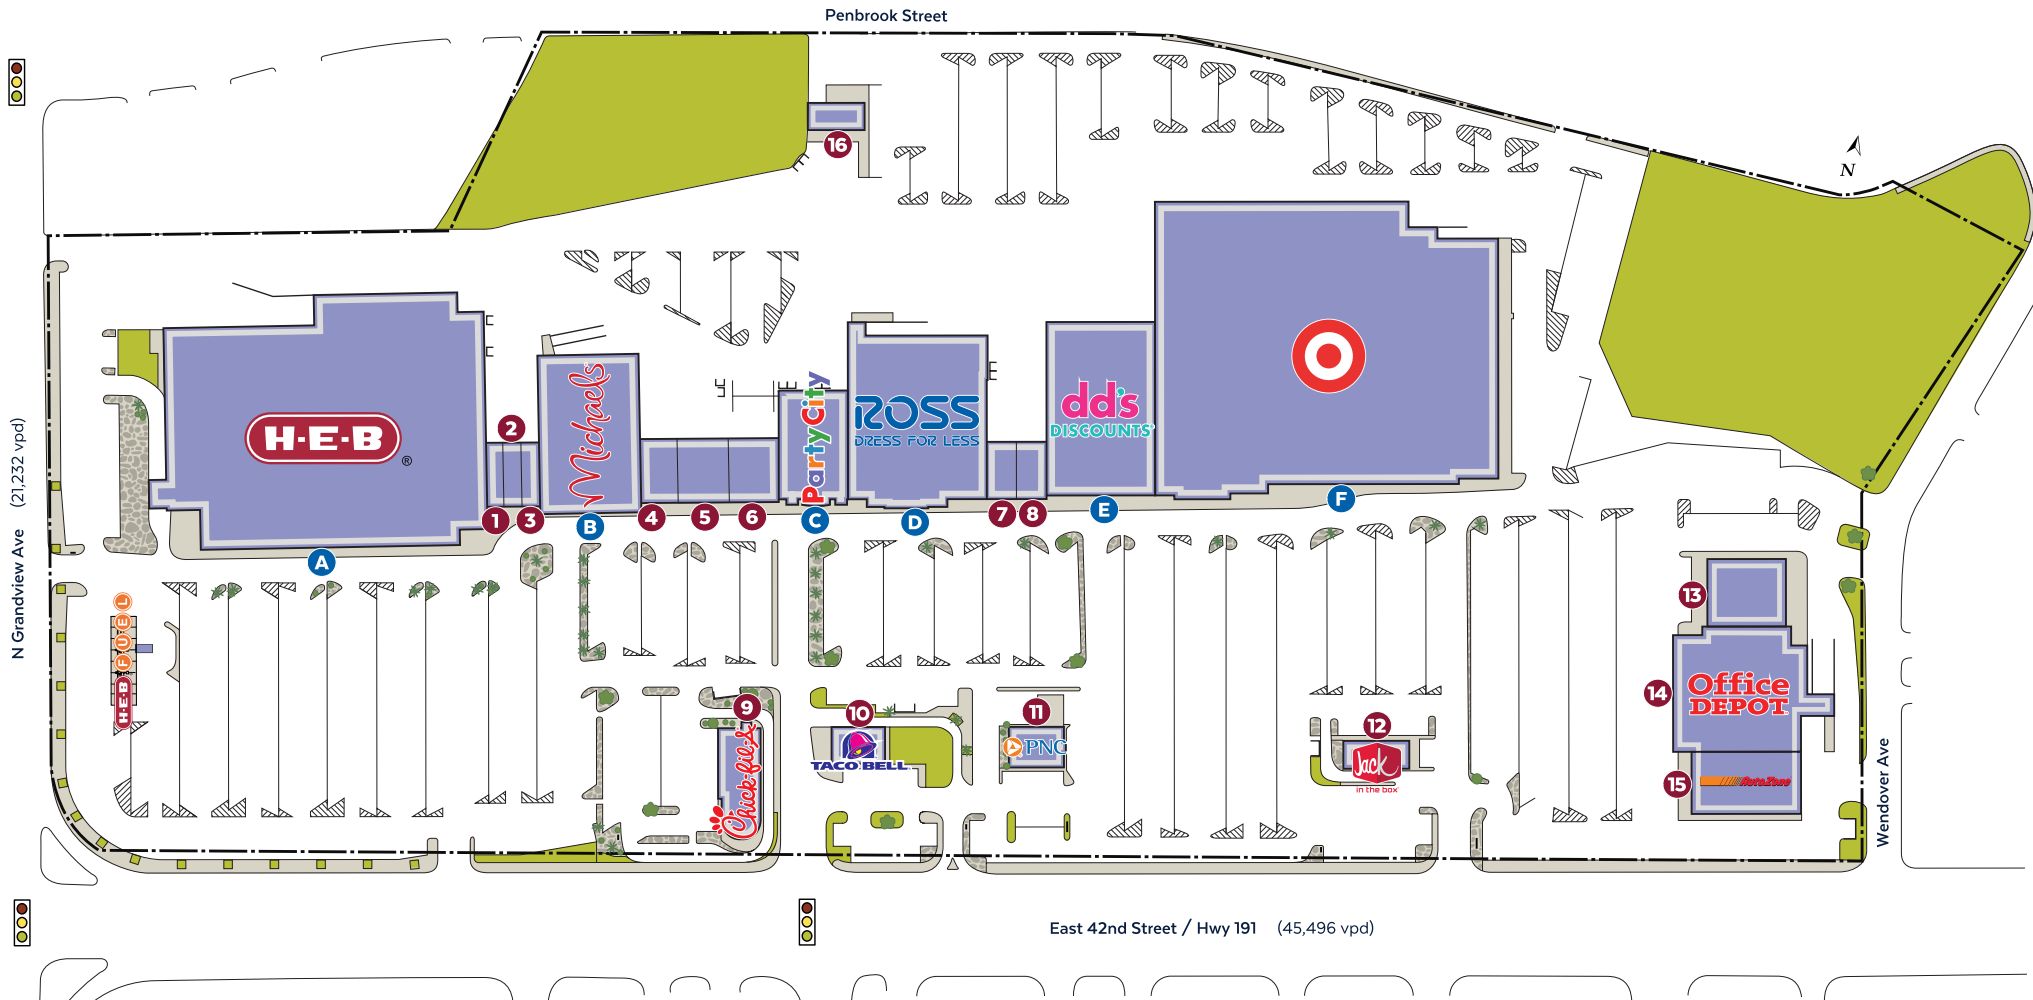 Penbrook Street
16
N
H-E-B
®
2
Michaels
Party City
ROSS
DRESS FOR LESS
dd's
DISCOUNTS
1
3
B
4
5
6
C
D
7
8
E
F
A
N Grandview Ave (21,232 vpd)
H-E-B FUEL
9
Chick-fil-A
10
TACO BELL
11
PNC
12
Jack
in the box
13
14
Office
DEPOT
15
AutoZone
Wendover Ave
East 42nd Street / Hwy 191 (45,496 vpd)